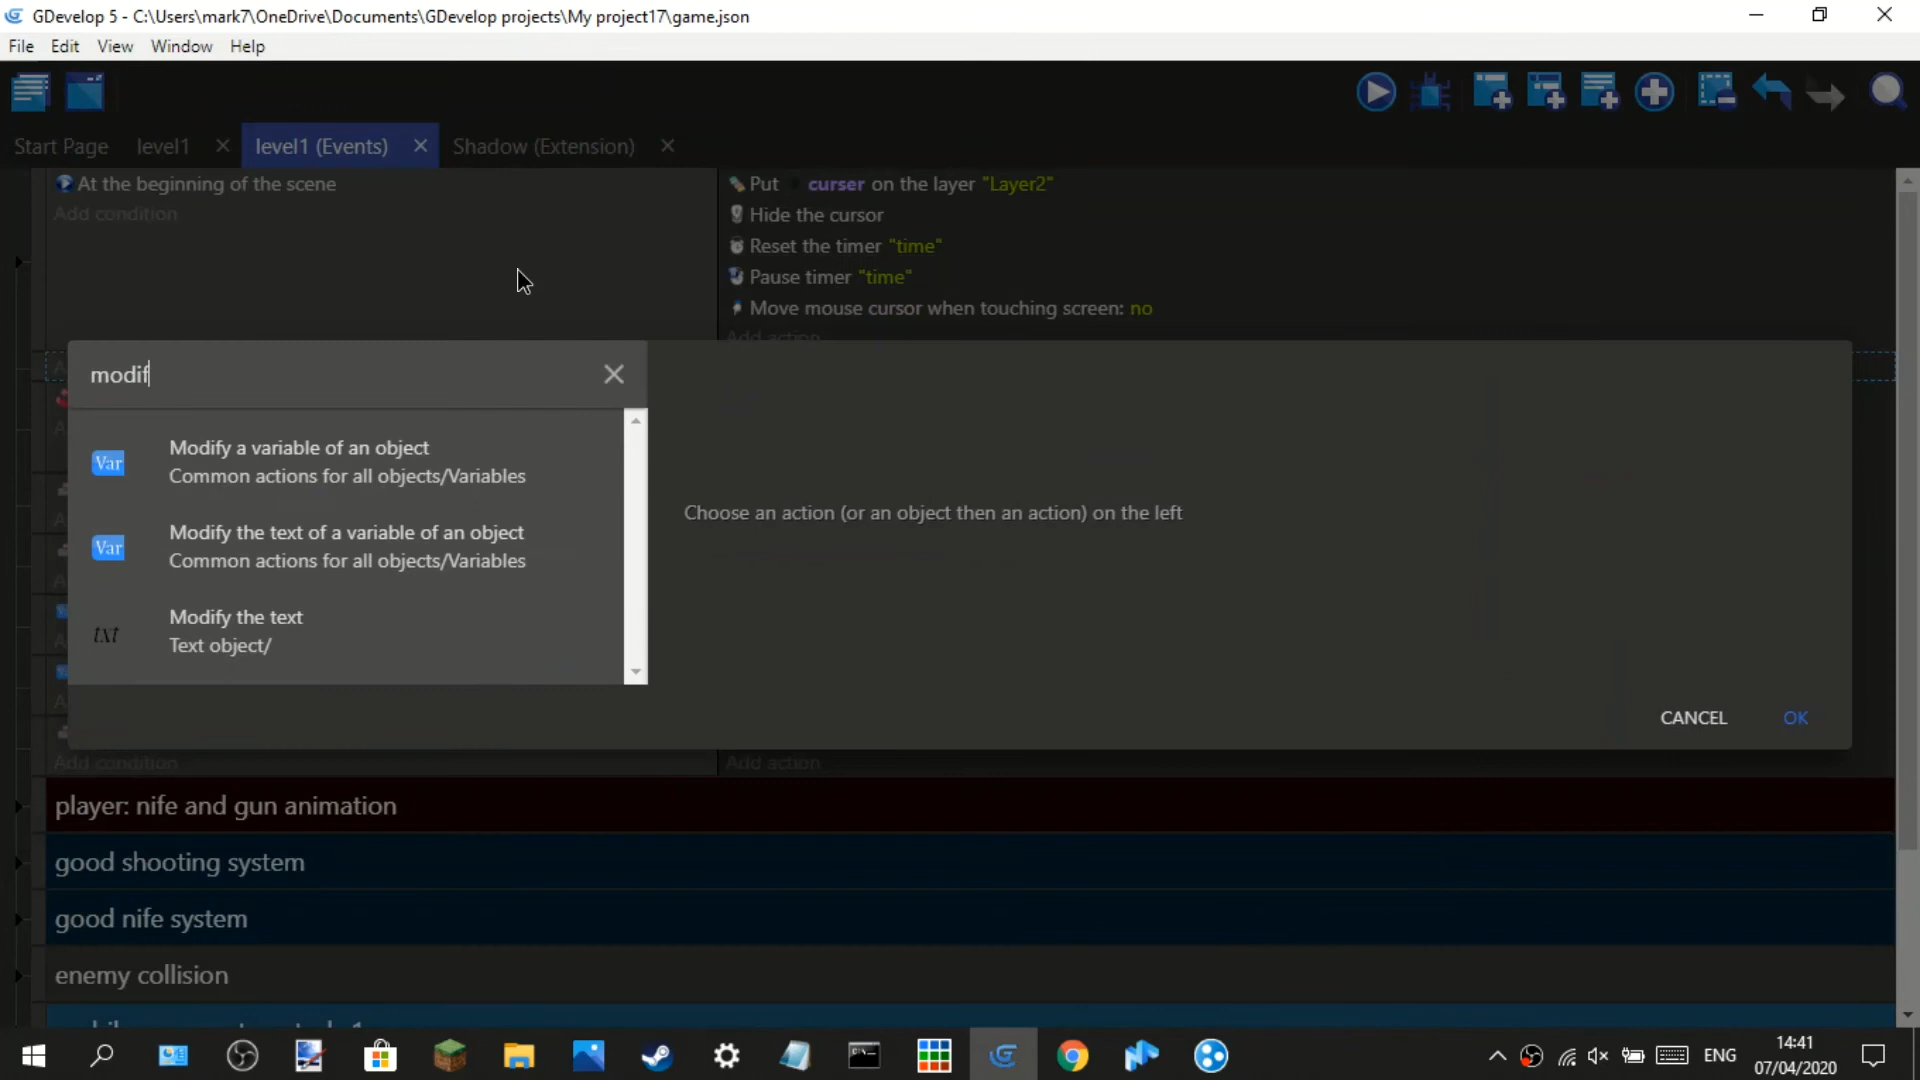 GDevelop 5 - C:\Users\mark7\OneDrive\Documents\GDevelop projects\My project17\game.json
File Edit View Window Help
Start Page level1 level1 (Events) Shadow (Extension)
At the beginning of the scene
Add condition
Put curser on the layer "Layer2"
Hide the cursor
Reset the timer "time"
Pause timer "time"
Move mouse cursor when touching screen: no
Add action
modif
Var
Modify a variable of an object
Common actions for all objects/Variables
Var
Modify the text of a variable of an object
Common actions for all objects/Variables
txt
Modify the text
Text object/
Choose an action (or an object then an action) on the left
CANCEL OK
Add condition
Add action
player: nife and gun animation
good shooting system
good nife system
enemy collision
ENG
14:41
07/04/2020